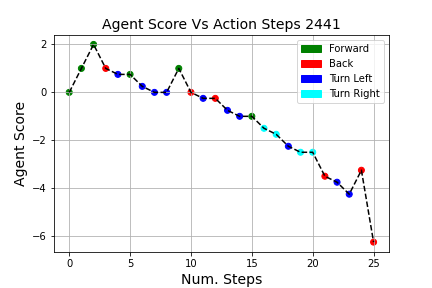 Agent Score Vs Action Steps 2441
Forward
Back
Turn Left
Turn Right
2
0
−2
−4
−6
Agent Score
0 5 10 15 20 25
Num. Steps